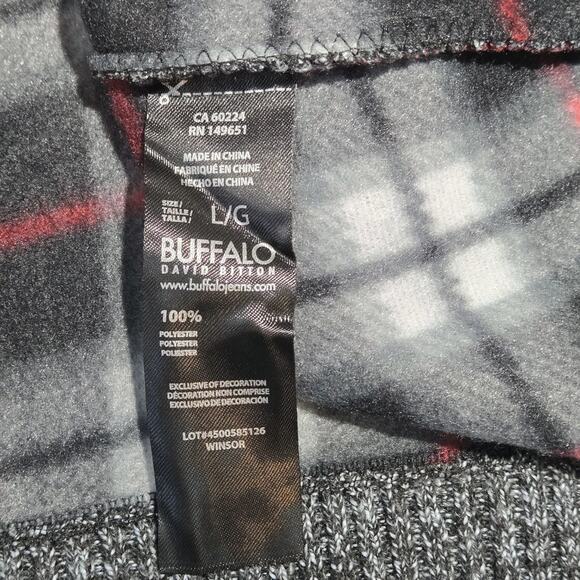 CA 60224
RN 149651
MADE IN CHINA
FABRIQUÉ EN CHINE
HECHO EN CHINA
SIZE/
TAILLE/
TALLA/
L/G
BUFFALO
DAVID BITTON
www.buffalojeans.com
100%
POLYESTER
POLYESTER
POLIESTER
EXCLUSIVE OF DECORATION
DÉCORATION NON COMPRISE
EXCLUSIVO DE DECORACIÓN
LOT#4500585126
WINSOR